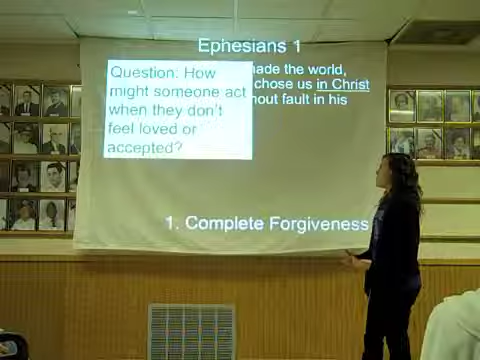 Ephesians 1
Question: How
might someone act
when they don't
feel loved or
accepted?
made the world,
chose us in Christ
out fault in his
1. Complete Forgiveness